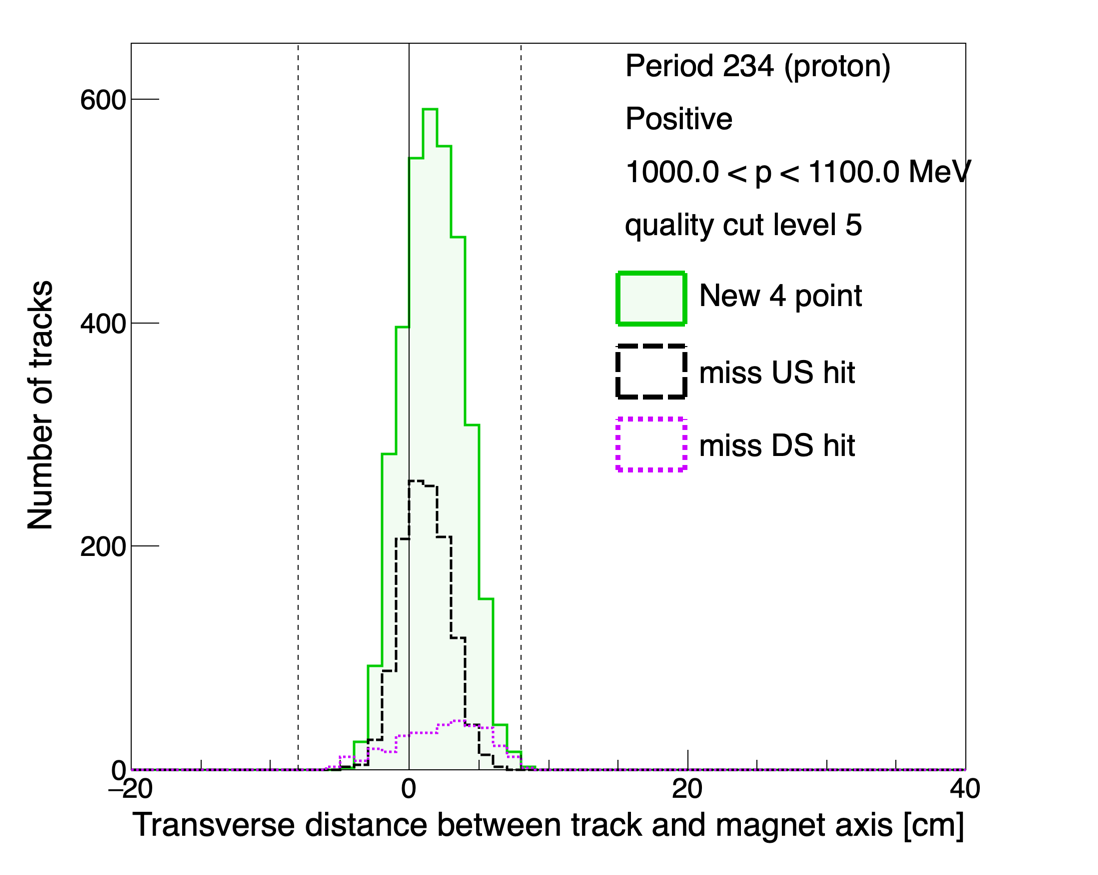 Period 234 (proton)
Positive
1000.0 < p < 1100.0 MeV
quality cut level 5
New 4 point
miss US hit
miss DS hit
Number of tracks
600
400
200
0
−20 0 20 40
Transverse distance between track and magnet axis [cm]